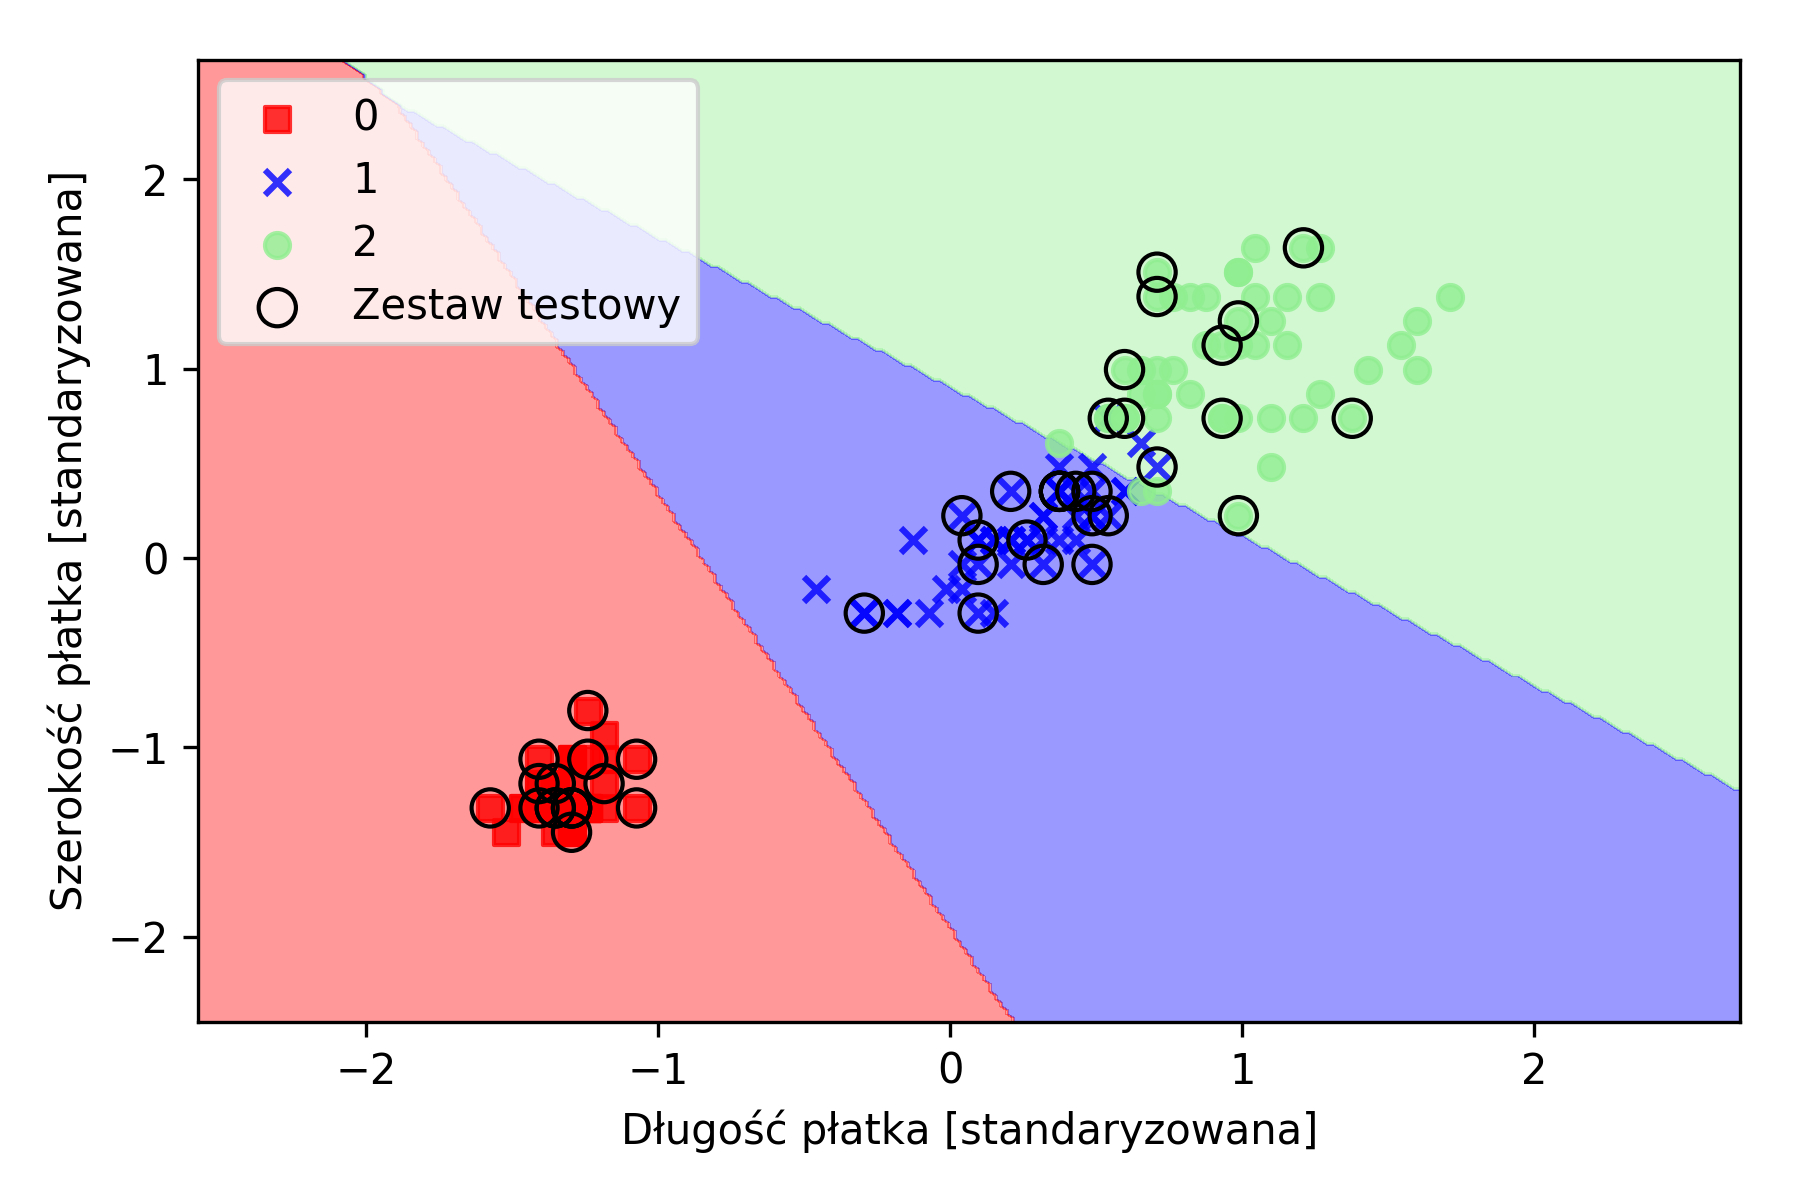 0
1
2
Zestaw testowy
Szerokość płatka [standaryzowana]
2
1
0
−1
−2
−2 −1 0 1 2
Długość płatka [standaryzowana]